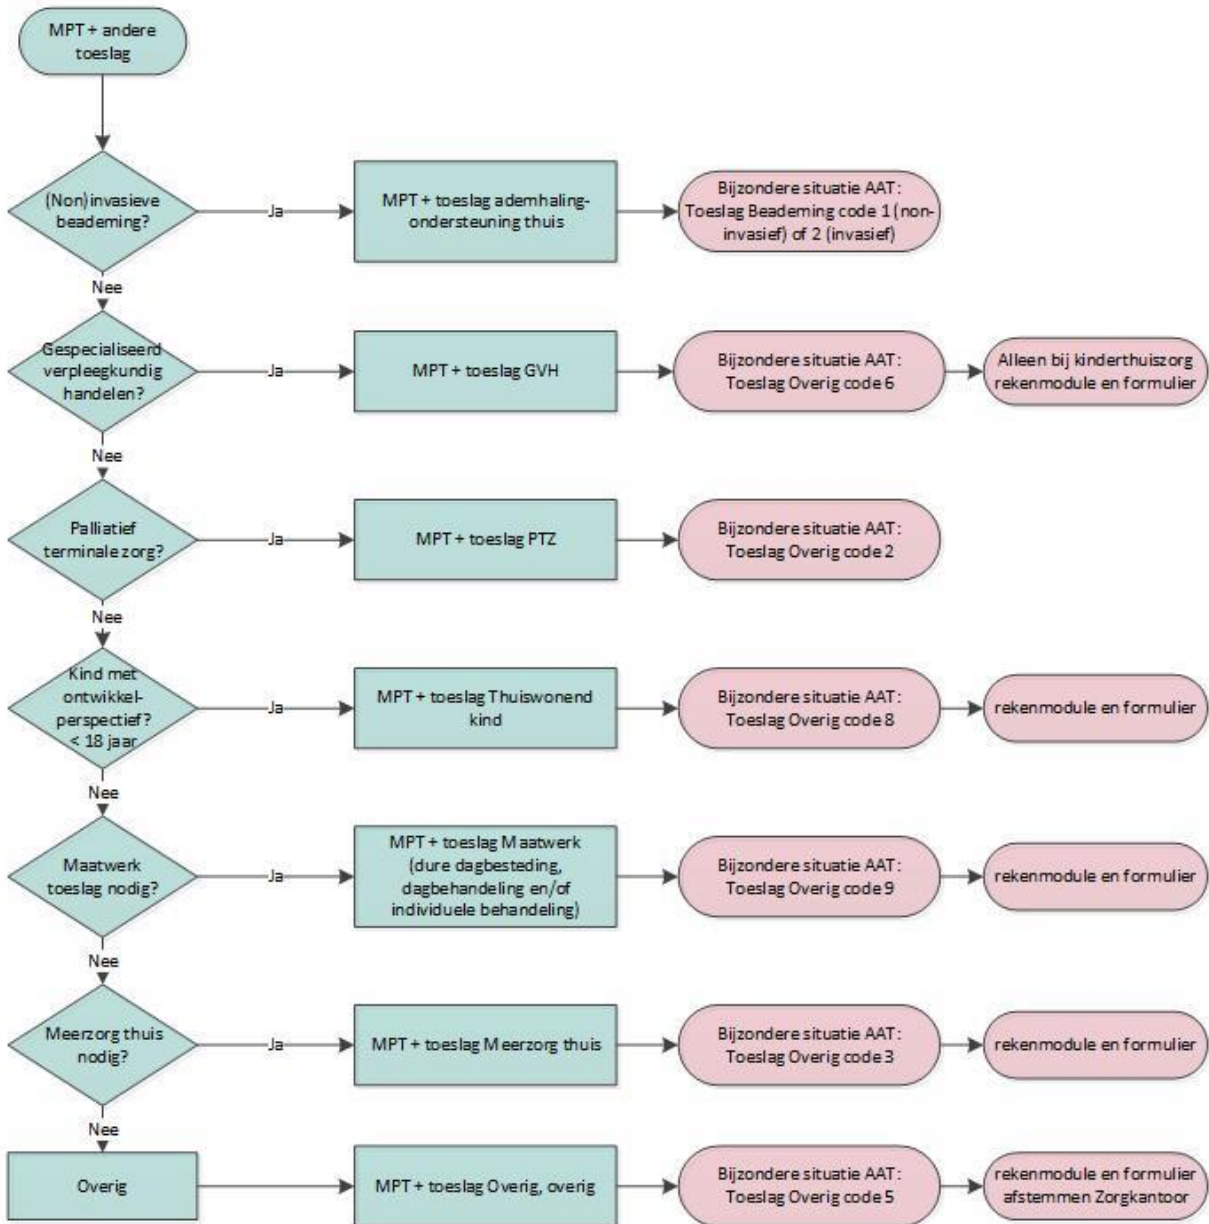 MPT + andere
toeslag
(Non)invasieve
beademing?
Ja
MPT + toeslag ademhaling-
ondersteuning thuis
Bijzondere situatie AAT:
Toeslag Beademing code 1 (non-
invasief) of 2 (invasief)
Nee
Gespecialiseerd
verpleegkundig
handelen?
Ja
MPT + toeslag GVH
Bijzondere situatie AAT:
Toeslag Overig code 6
Alleen bij kinderthuiszorg
rekenmodule en formulier
Nee
Palliatief
terminale zorg?
Ja
MPT + toeslag PTZ
Bijzondere situatie AAT:
Toeslag Overig code 2
Nee
Kind met
ontwikkel-
perspectief?
< 18 jaar
Ja
MPT + toeslag Thuiswonend
kind
Bijzondere situatie AAT:
Toeslag Overig code 8
rekenmodule en formulier
Nee
Maatwerk
toeslag nodig?
Ja
MPT + toeslag Maatwerk
(dure dagbesteding,
dagbehandeling en/of
individuele behandeling)
Bijzondere situatie AAT:
Toeslag Overig code 9
rekenmodule en formulier
Nee
Meerzorg thuis
nodig?
Ja
MPT + toeslag Meerzorg thuis
Bijzondere situatie AAT:
Toeslag Overig code 3
rekenmodule en formulier
Nee
Overig
MPT + toeslag Overig, overig
Bijzondere situatie AAT:
Toeslag Overig code 5
rekenmodule en formulier
afstemmen Zorgkantoor